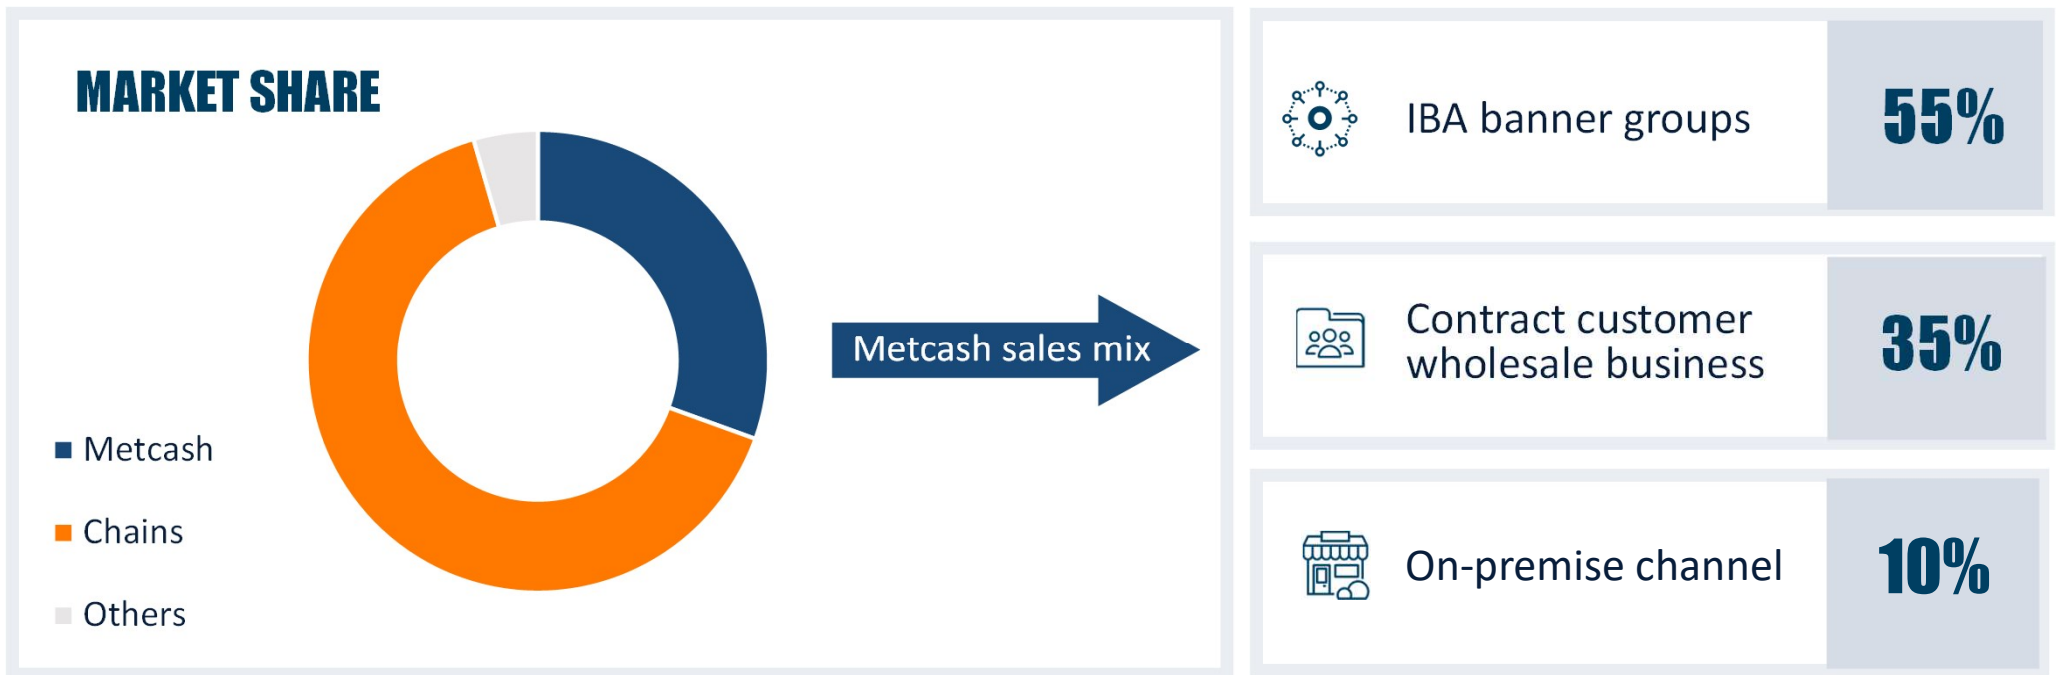 MARKET SHARE
Metcash
Chains
Others
Metcash sales mix
IBA banner groups
55%
Contract customer
wholesale business
35%
On-premise channel
10%